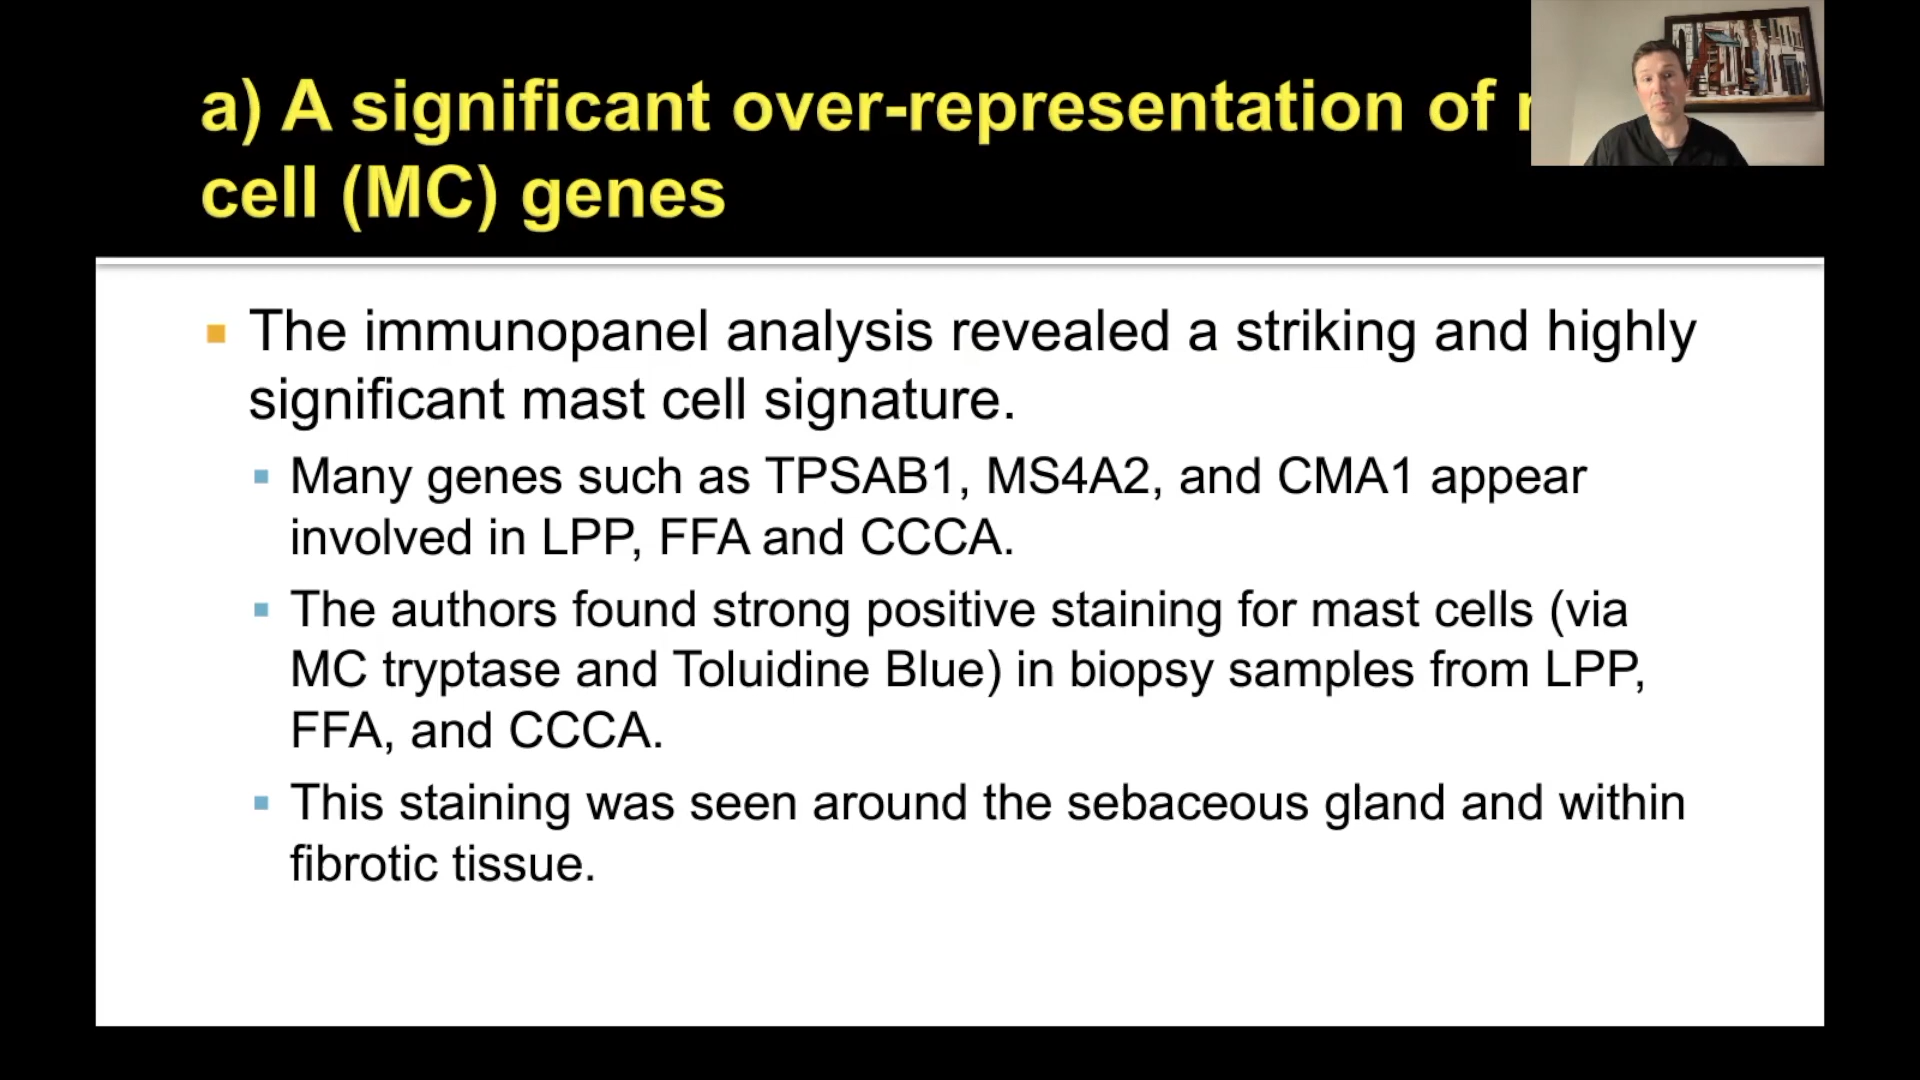 a) A significant over-representation of
cell (MC) genes
The immunopanel analysis revealed a striking and highly
significant mast cell signature.
Many genes such as TPSAB1, MS4A2, and CMA1 appear
involved in LPP, FFA and CCCA.
The authors found strong positive staining for mast cells (via
MC tryptase and Toluidine Blue) in biopsy samples from LPP,
FFA, and CCCA.
This staining was seen around the sebaceous gland and within
fibrotic tissue.